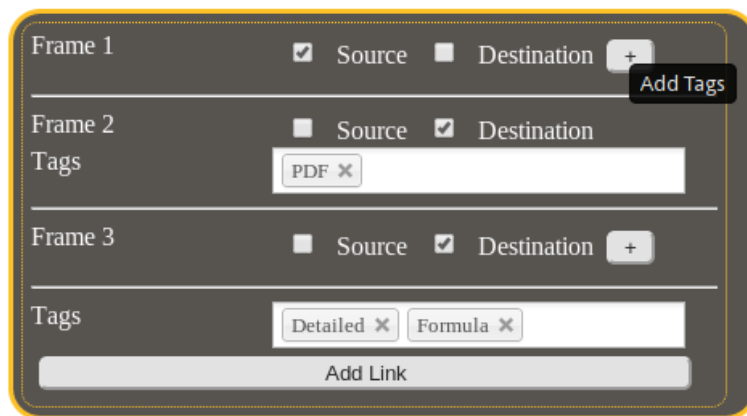 Frame 1 Source Destination +
Add Tags
Frame 2 Source Destination
Tags PDF ×
Frame 3 Source Destination +
Tags Detailed × Formula ×
Add Link